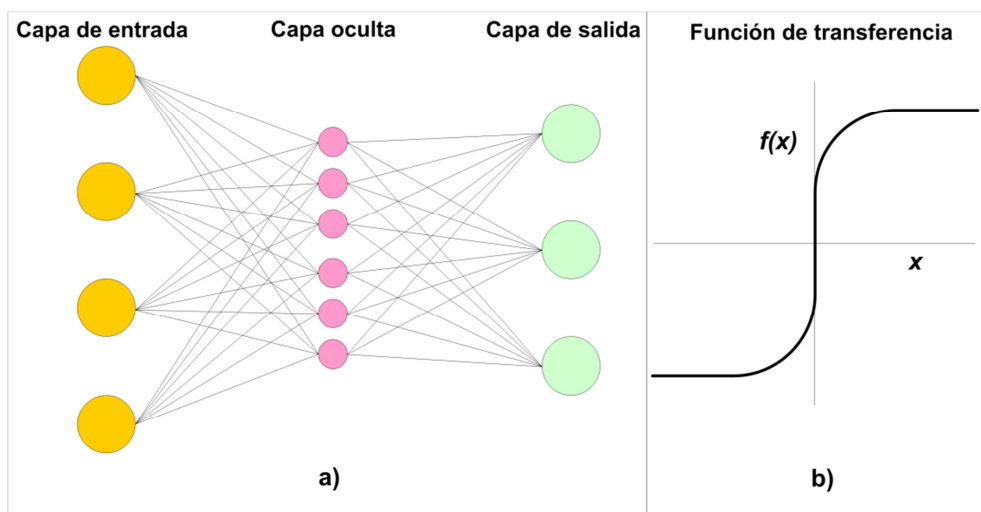 Capa de entrada
Capa oculta
Capa de salida
a)
Función de transferencia
f(x)
x
b)